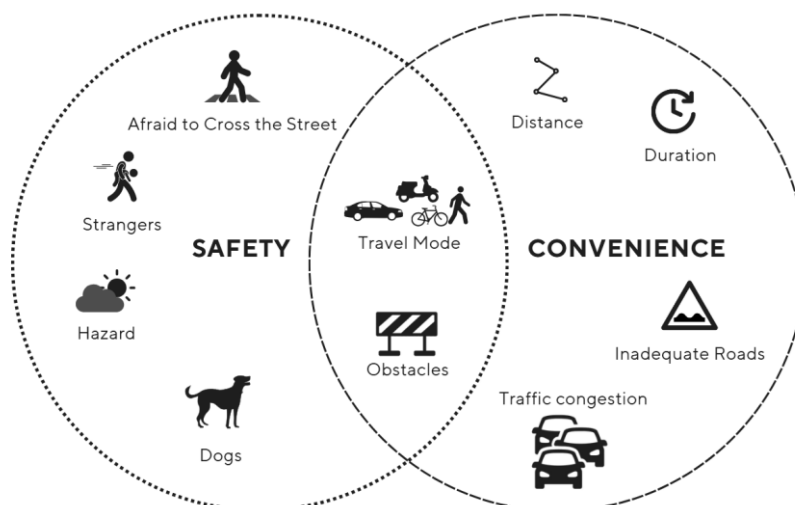 Afraid to Cross the Street
Distance
Duration
Strangers
SAFETY
Travel Mode
CONVENIENCE
Hazard
Obstacles
Inadequate Roads
Traffic congestion
Dogs